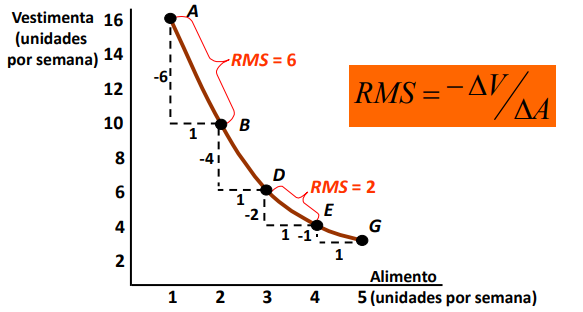 Vestimenta
(unidades
por semana)
16
14
12
10
8
6
4
2
A
RMS = 6
-6
1
B
-4
1
D
RMS = 2
-2
1
E
-1
1
G
RMS = -ΔV/ΔA
Alimento
1 2 3 4 5 (unidades por semana)